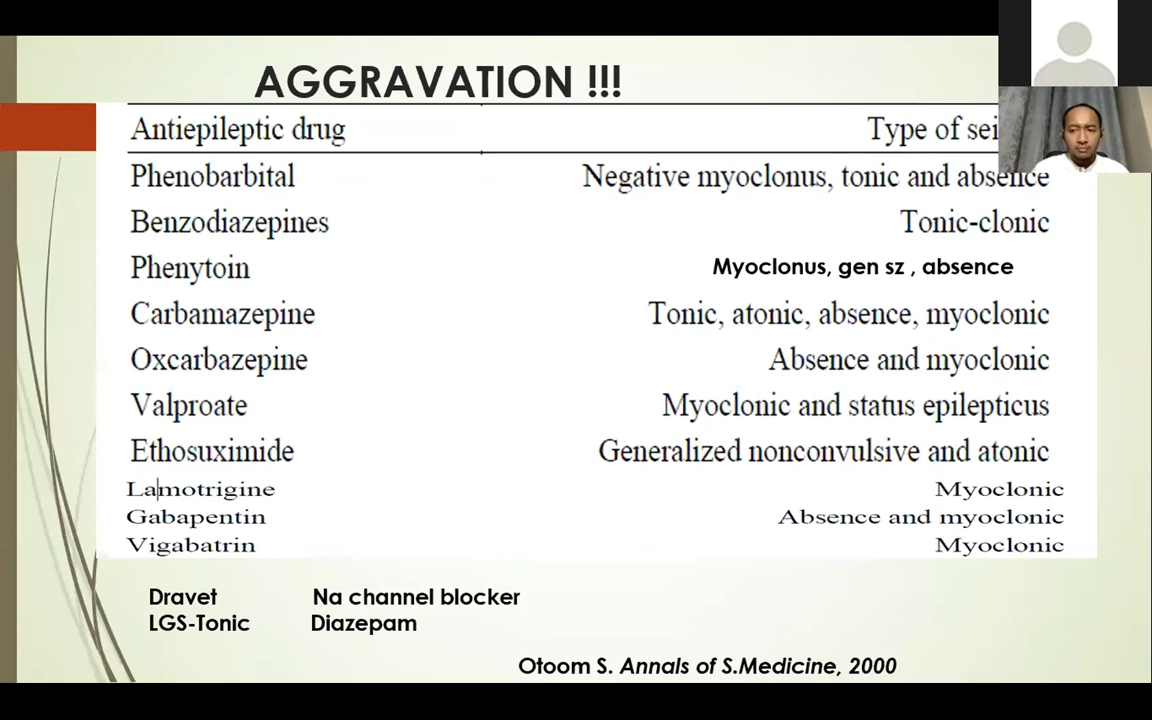 AGGRAVATION !!!
Antiepileptic drug Type of sei
Phenobarbital Negative myoclonus, tonic and absence
Benzodiazepines Tonic-clonic
Phenytoin Myoclonus, gen sz , absence
Carbamazepine Tonic, atonic, absence, myoclonic
Oxcarbazepine Absence and myoclonic
Valproate Myoclonic and status epilepticus
Ethosuximide Generalized nonconvulsive and atonic
Lamotrigine Myoclonic
Gabapentin Absence and myoclonic
Vigabatrin Myoclonic
Dravet Na channel blocker
LGS-Tonic Diazepam
Otoom S. Annals of S.Medicine, 2000